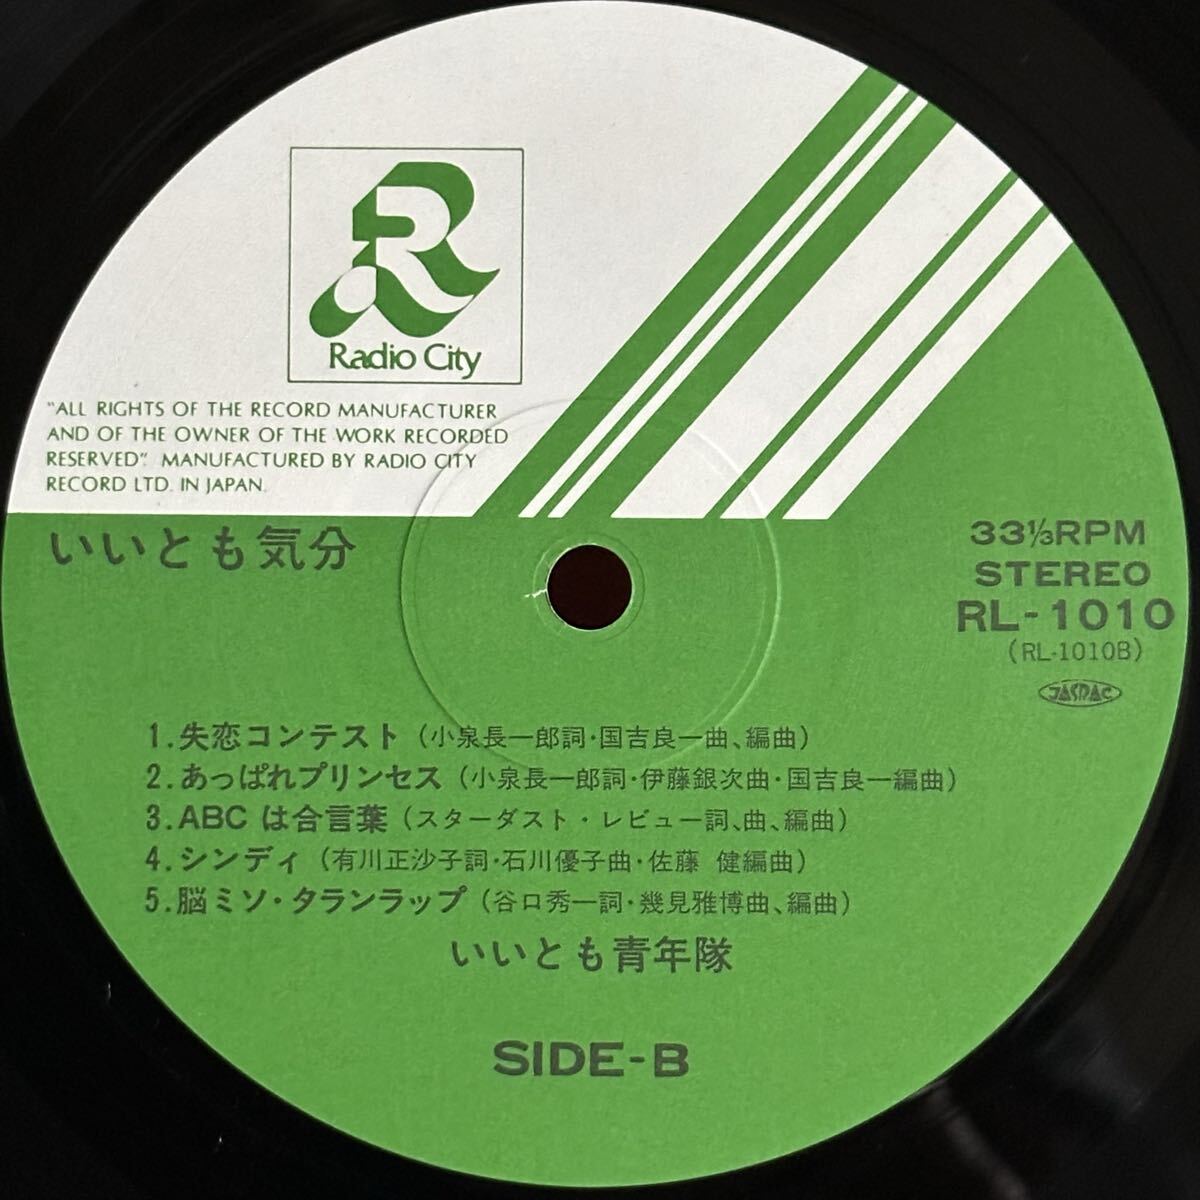 Radio City
"ALL RIGHTS OF THE RECORD MANUFACTURER
AND OF THE OWNER OF THE WORK RECORDED
RESERVED". MANUFACTURED BY RADIO CITY
RECORD LTD. IN JAPAN.
いいとも気分
33⅓RPM
STEREO
RL-1010
(RL-1010B)
JASRAC
1.失恋コンテスト(小泉長一郎詞・国吉良一曲、編曲)
2.あっぱれプリンセス(小泉長一郎詞・伊藤銀次曲・国吉良一編曲)
3.ABC は合言葉(スターダスト・レビュー詞、曲、編曲)
4.シンディ(有川正沙子詞・石川優子曲・佐藤 健編曲)
5.脳ミソ・タランラップ(谷口秀一詞・幾見雅博曲、編曲)
いいとも青年隊
SIDE-B